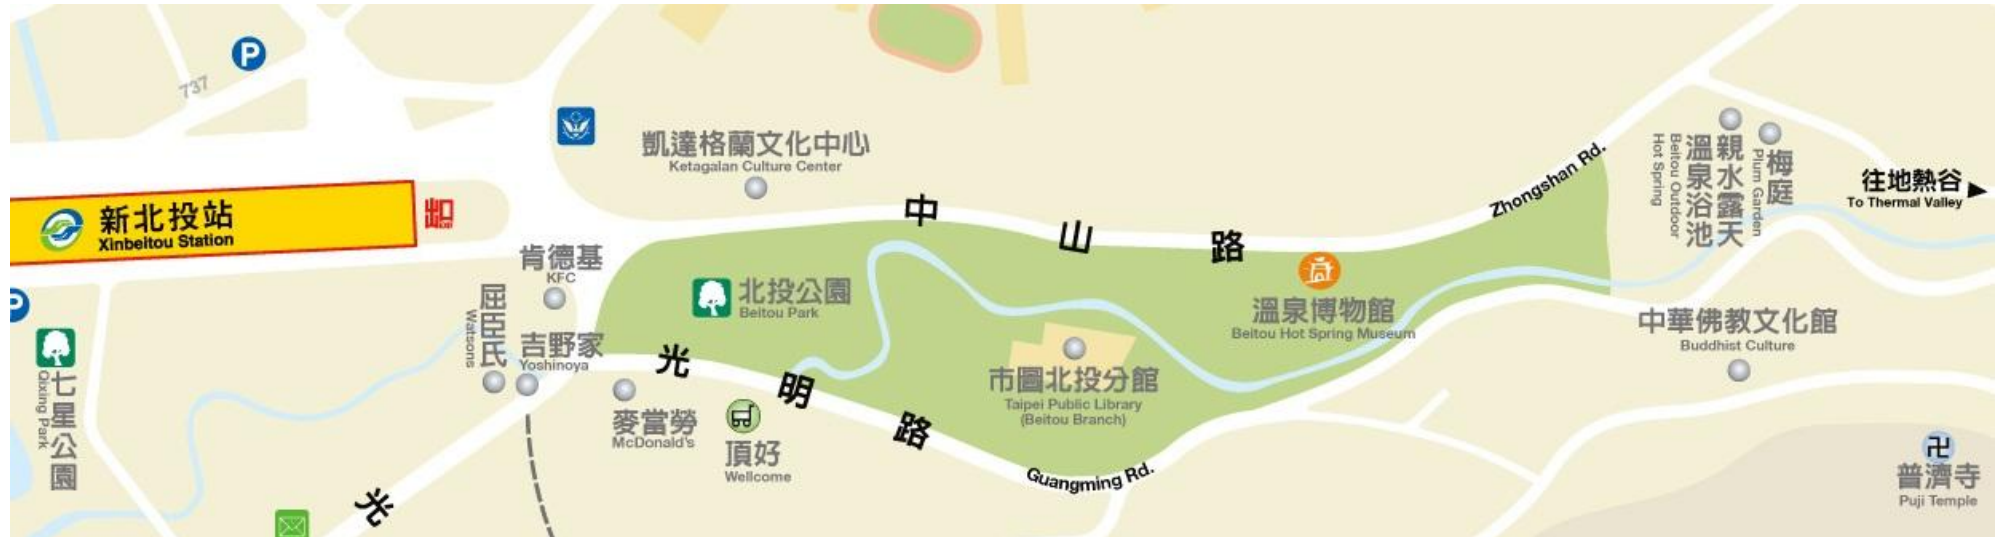 737
P
凱達格蘭文化中心
Ketagalan Culture Center
新北投站
Xinbeitou Station
出口
中山路
Zhongshan Rd.
親水露天
溫泉浴池
Beitou Outdoor
Hot Spring
梅庭
Plum Garden
往地熱谷
To Thermal Valley
肯德基
KFC
屈臣氏
Watsons
吉野家
Yoshinoya
北投公園
Beitou Park
溫泉博物館
Beitou Hot Spring Museum
中華佛教文化館
Buddhist Culture
P
七星公園
Qixing Park
光明路
Guangming Rd.
市圖北投分館
Taipei Public Library
(Beitou Branch)
麥當勞
McDonald's
頂好
Wellcome
光
卍
普濟寺
Puji Temple